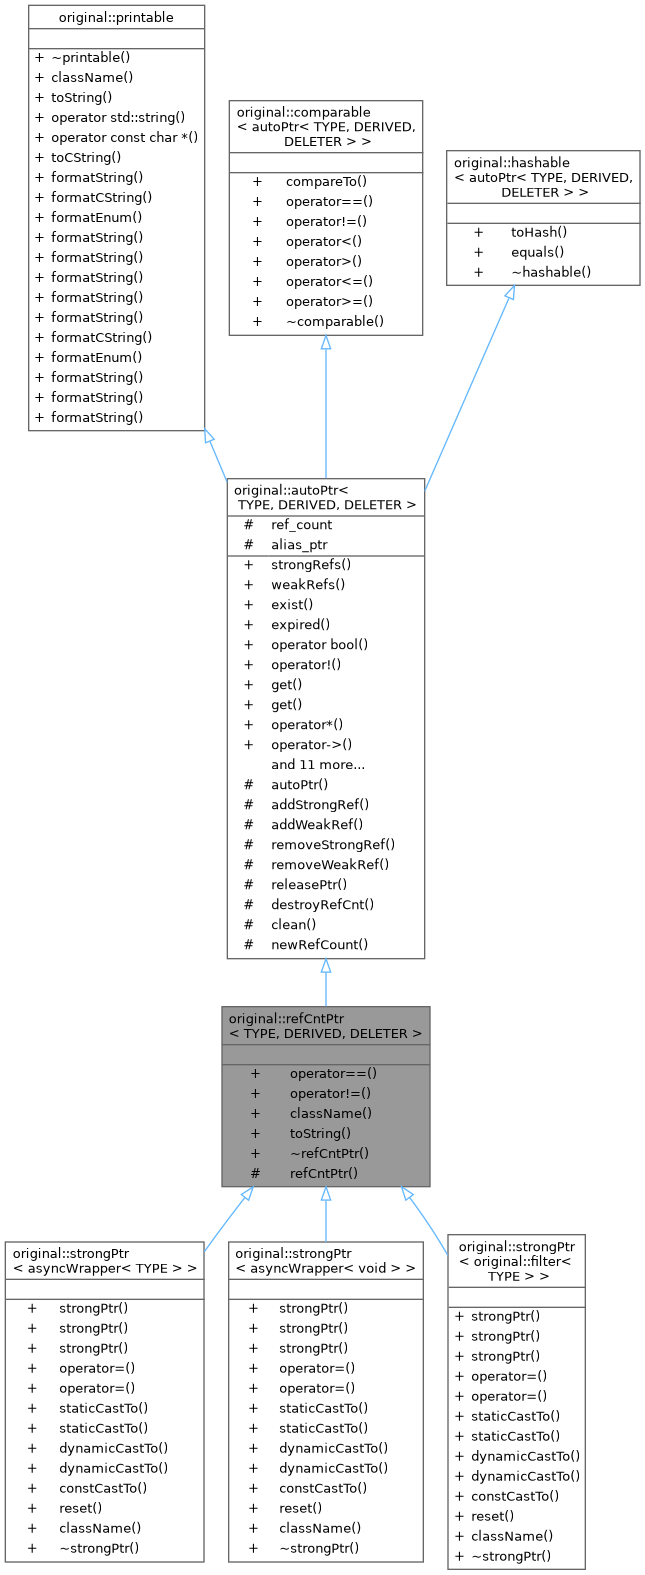 original::printable
+ ~printable()
+ className()
+ toString()
+ operator std::string()
+ operator const char *()
+ toCString()
+ formatString()
+ formatCString()
+ formatEnum()
+ formatString()
+ formatString()
+ formatString()
+ formatString()
+ formatString()
+ formatCString()
+ formatEnum()
+ formatString()
+ formatString()
+ formatString()
original::comparable
< autoPtr< TYPE, DERIVED,
DELETER > >
+ compareTo()
+ operator==()
+ operator!=()
+ operator<()
+ operator>()
+ operator<=()
+ operator>=()
+ ~comparable()
original::hashable
< autoPtr< TYPE, DERIVED,
DELETER > >
+ toHash()
+ equals()
+ ~hashable()
original::autoPtr<
TYPE, DERIVED, DELETER >
# ref_count
# alias_ptr
+ strongRefs()
+ weakRefs()
+ exist()
+ expired()
+ operator bool()
+ operator!()
+ get()
+ get()
+ operator*()
+ operator->()
and 11 more...
# autoPtr()
# addStrongRef()
# addWeakRef()
# removeStrongRef()
# removeWeakRef()
# releasePtr()
# destroyRefCnt()
# clean()
# newRefCount()
original::refCntPtr
< TYPE, DERIVED, DELETER >
+ operator==()
+ operator!=()
+ className()
+ toString()
+ ~refCntPtr()
# refCntPtr()
original::strongPtr
< asyncWrapper< TYPE > >
+ strongPtr()
+ strongPtr()
+ strongPtr()
+ operator=()
+ operator=()
+ staticCastTo()
+ staticCastTo()
+ dynamicCastTo()
+ dynamicCastTo()
+ constCastTo()
+ reset()
+ className()
+ ~strongPtr()
original::strongPtr
< asyncWrapper< void > >
+ strongPtr()
+ strongPtr()
+ strongPtr()
+ operator=()
+ operator=()
+ staticCastTo()
+ staticCastTo()
+ dynamicCastTo()
+ dynamicCastTo()
+ constCastTo()
+ reset()
+ className()
+ ~strongPtr()
original::strongPtr
< original::filter<
TYPE > >
+ strongPtr()
+ strongPtr()
+ strongPtr()
+ operator=()
+ operator=()
+ staticCastTo()
+ staticCastTo()
+ dynamicCastTo()
+ dynamicCastTo()
+ constCastTo()
+ reset()
+ className()
+ ~strongPtr()